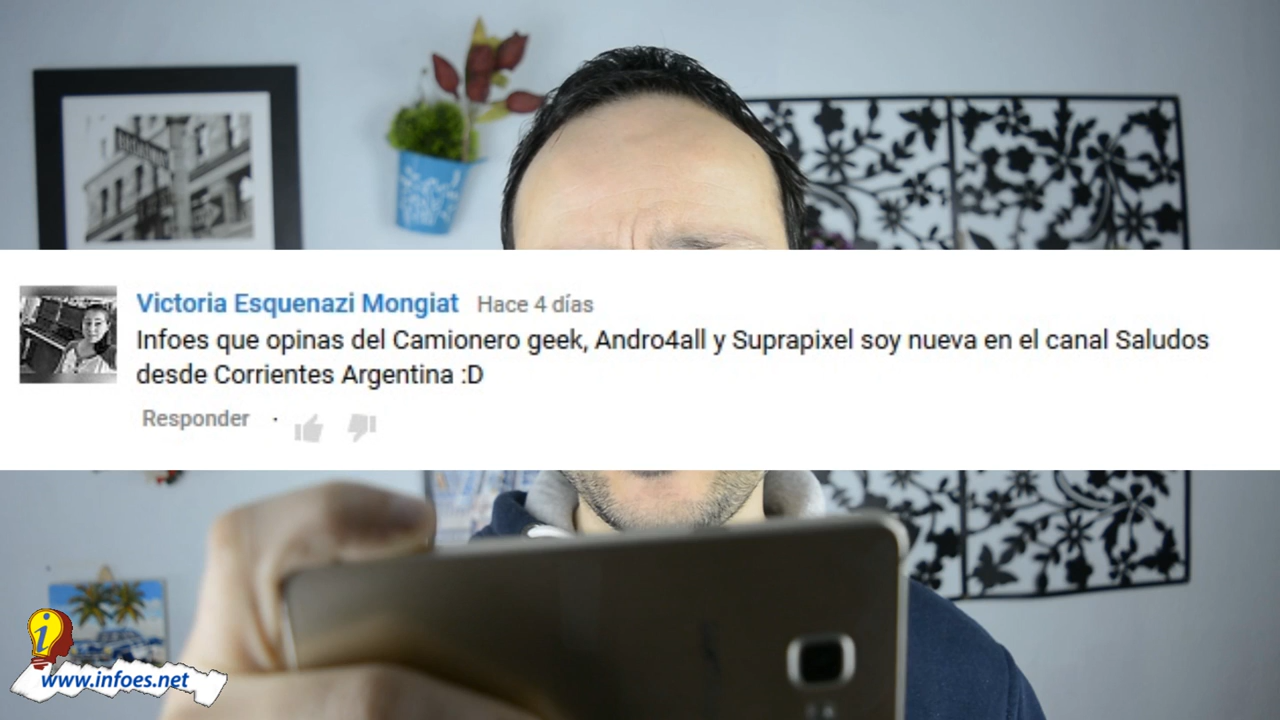 Victoria Esquenazi Mongiat Hace 4 días
Infoes que opinas del Camionero geek, Andro4all y Suprapixel soy nueva en el canal Saludos
desde Corrientes Argentina :D
Responder ·
www.infoes.net